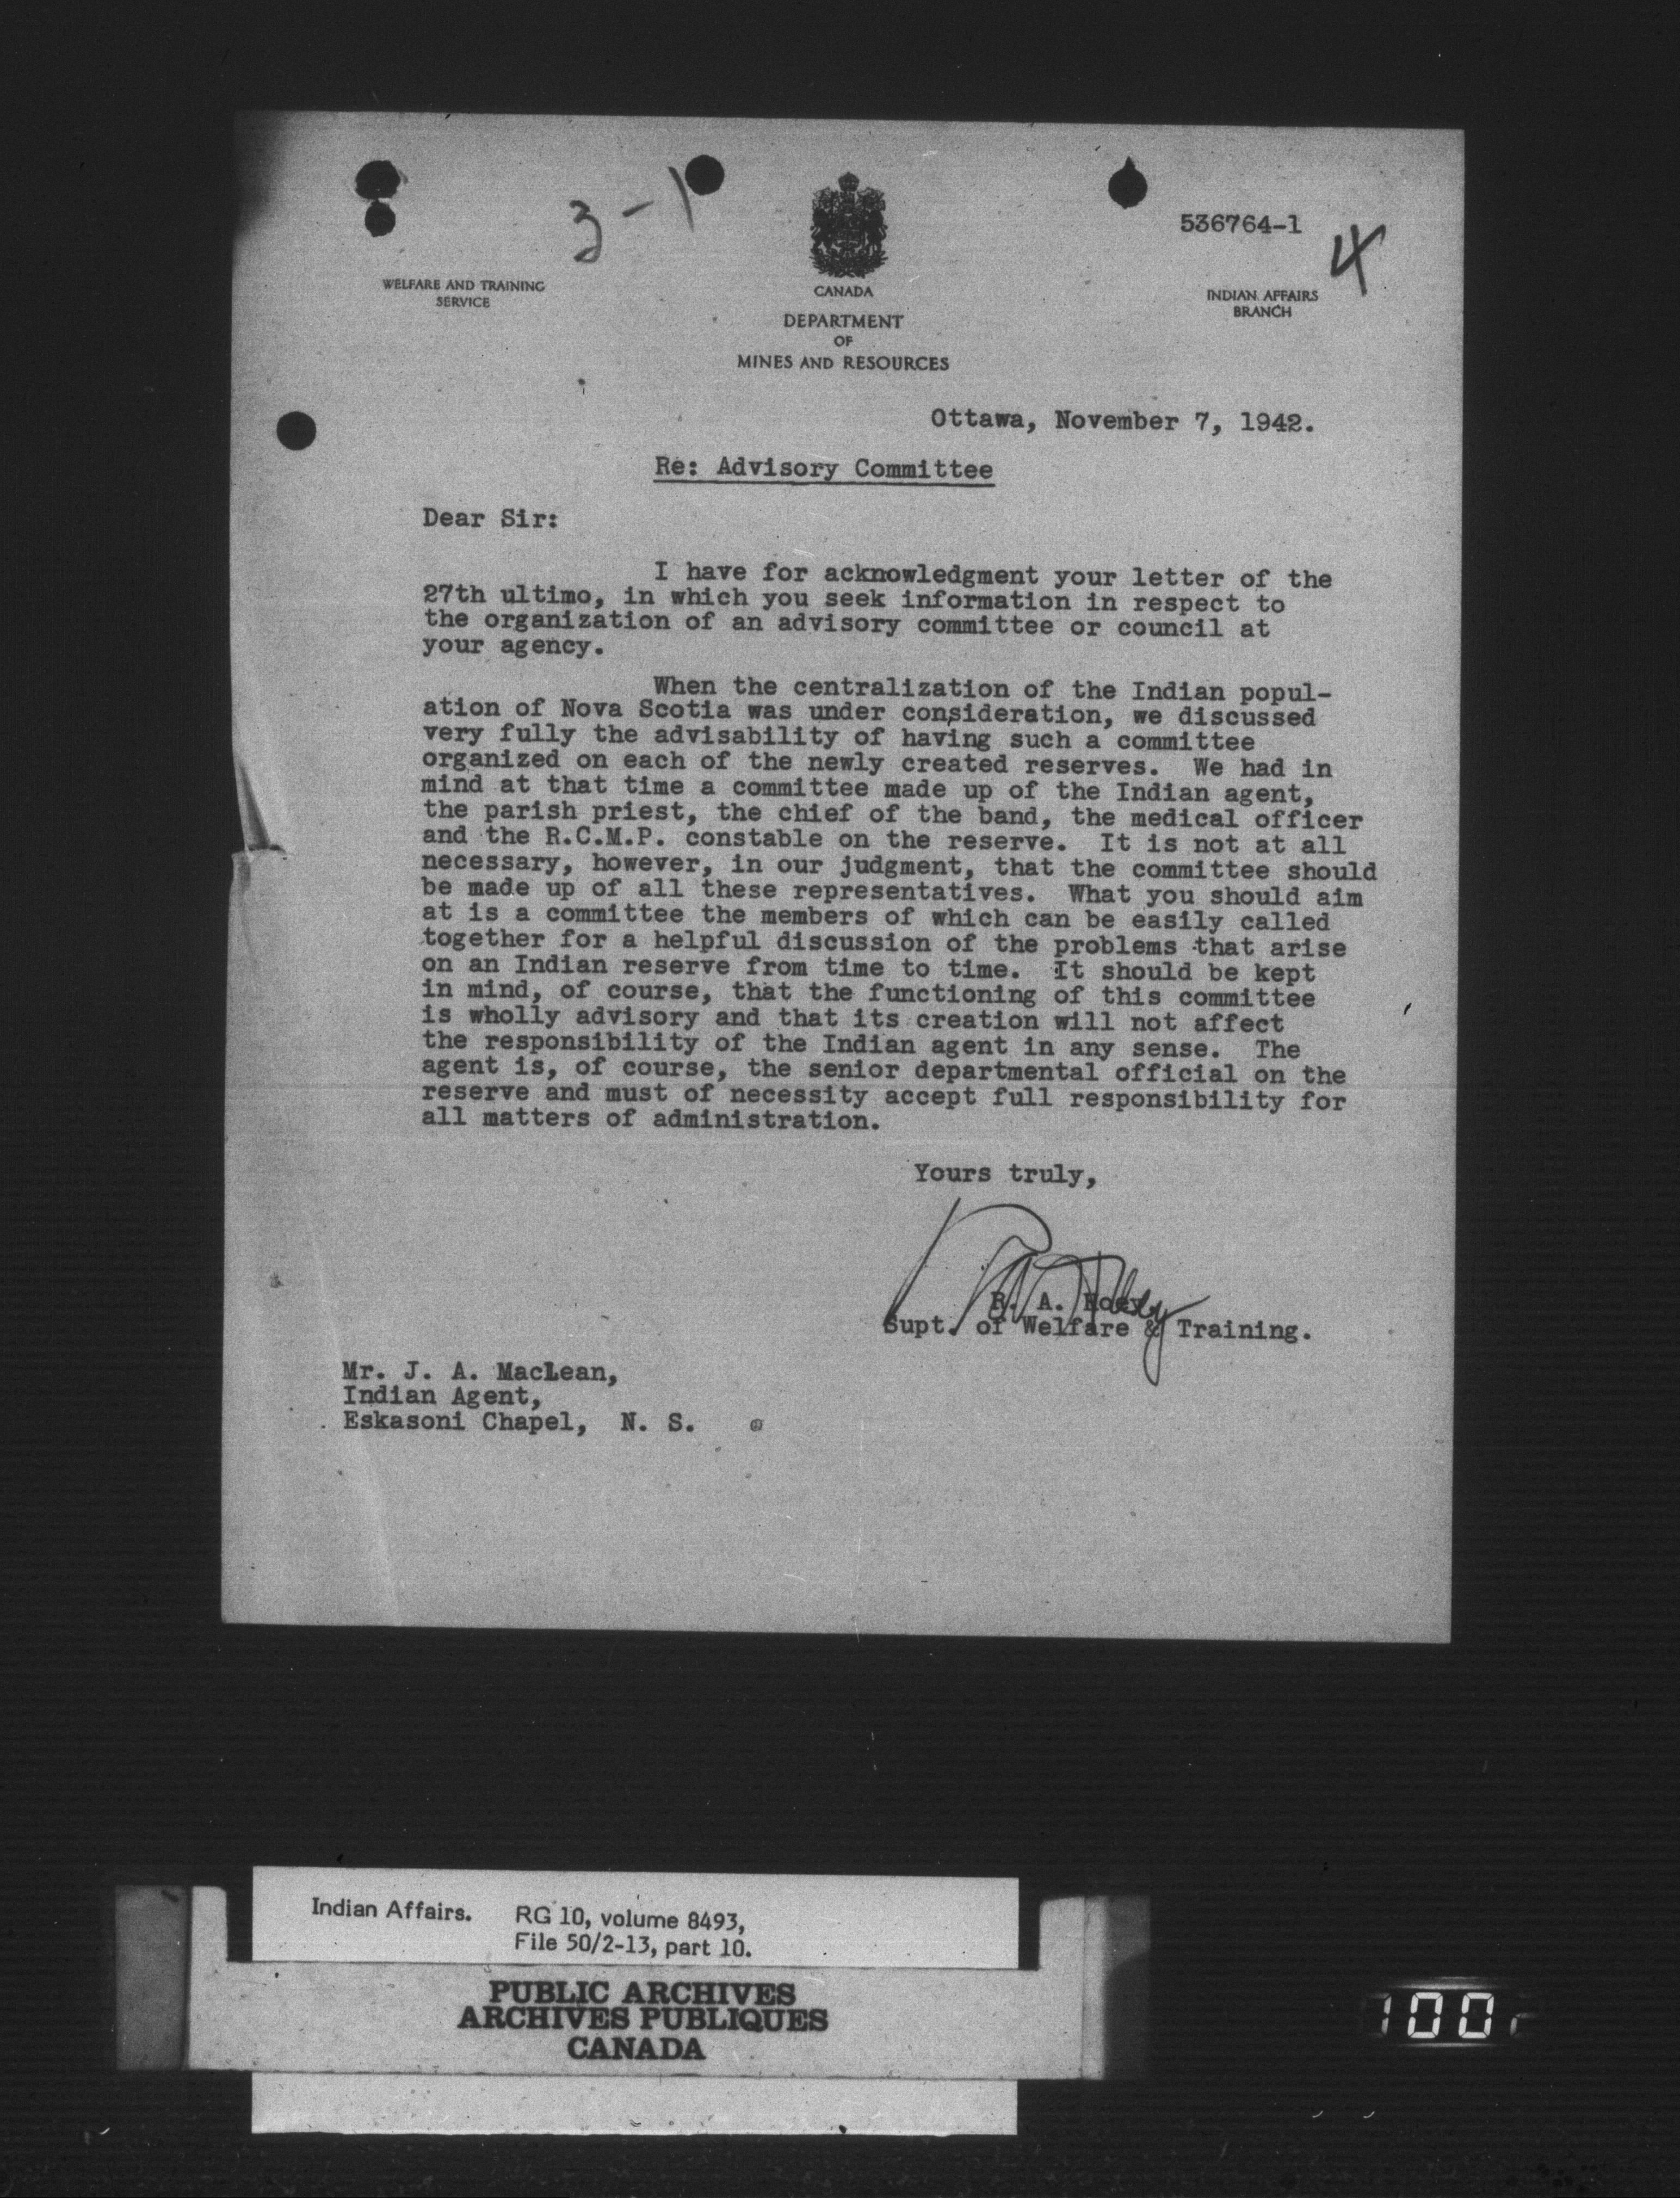 3-1
536764-1
4
WELFARE AND TRAINING
SERVICE
CANADA
INDIAN AFFAIRS
BRANCH
DEPARTMENT
OF
MINES AND RESOURCES
Ottawa, November 7, 1942.
Re: Advisory Committee
Dear Sir:
I have for acknowledgment your letter of the
27th ultimo, in which you seek information in respect to
the organization of an advisory committee or council at
your agency.
When the centralization of the Indian popul-
ation of Nova Scotia was under consideration, we discussed
very fully the advisability of having such a committee
organized on each of the newly created reserves. We had in
mind at that time a committee made up of the Indian agent,
the parish priest, the chief of the band, the medical officer
and the R.C.M.P. constable on the reserve. It is not at all
necessary, however, in our judgment, that the committee should
be made up of all these representatives. What you should aim
at is a committee the members of which can be easily called
together for a helpful discussion of the problems that arise
on an Indian reserve from time to time. It should be kept
in mind, of course, that the functioning of this committee
is wholly advisory and that its creation will not affect
the responsibility of the Indian agent in any sense. The
agent is, of course, the senior departmental official on the
reserve and must of necessity accept full responsibility for
all matters of administration.
Yours truly,
R. A. Hoey,
Supt. of Welfare & Training.
Mr. J. A. MacLean,
Indian Agent,
Eskasoni Chapel, N. S.
Indian Affairs. RG 10, volume 8493,
File 50/2-13, part 10.
PUBLIC ARCHIVES
ARCHIVES PUBLIQUES
CANADA